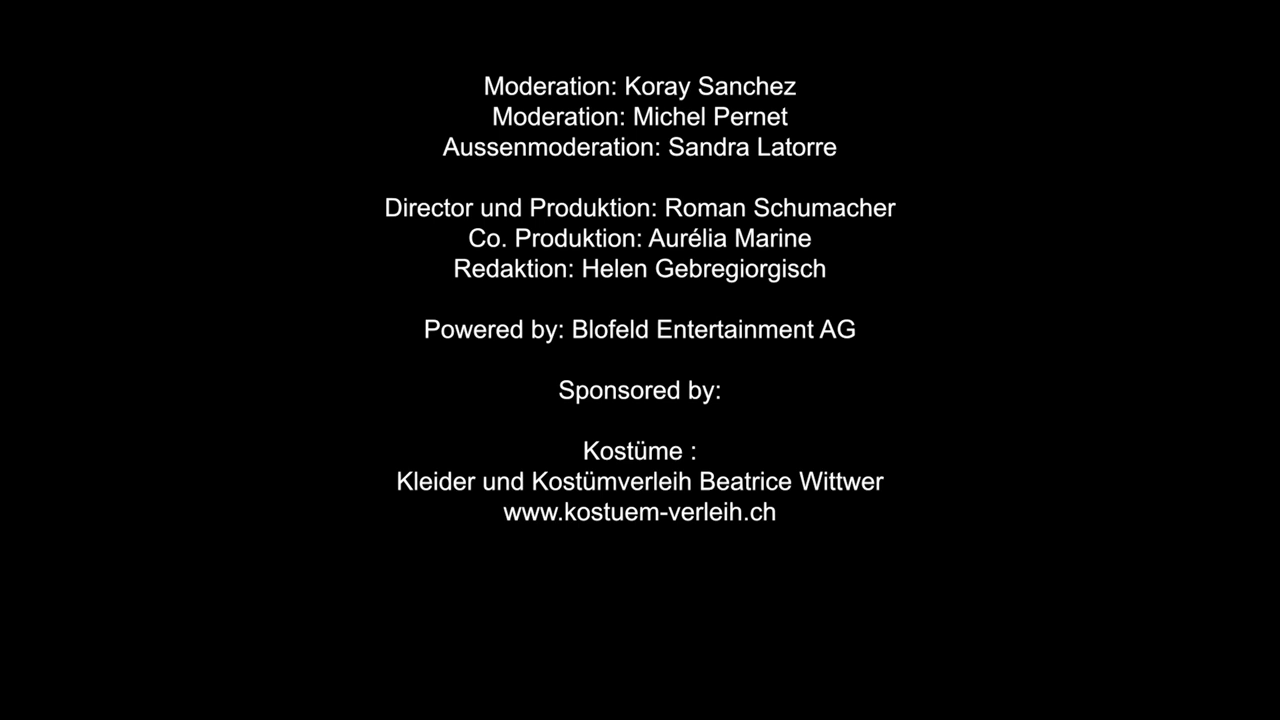 Moderation: Koray Sanchez
Moderation: Michel Pernet
Aussenmoderation: Sandra Latorre
Director und Produktion: Roman Schumacher
Co. Produktion: Aurélia Marine
Redaktion: Helen Gebregiorgisch
Powered by: Blofeld Entertainment AG
Sponsored by:
Kostüme :
Kleider und Kostümverleih Beatrice Wittwer
www.kostuem-verleih.ch